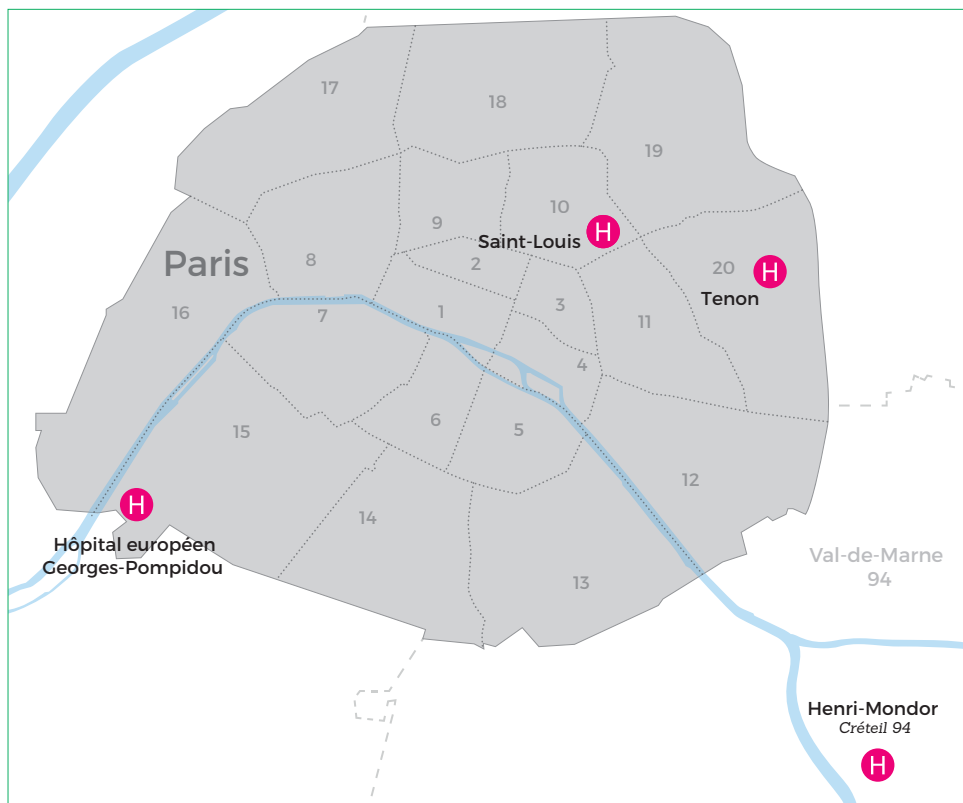 17
18
19
10
H
9
Saint-Louis
Paris
8
2
20
H
Tenon
16
7
1
3
11
4
15
6
5
12
H
14
Hôpital européen
Georges-Pompidou
13
Val-de-Marne
94
Henri-Mondor
Créteil 94
H